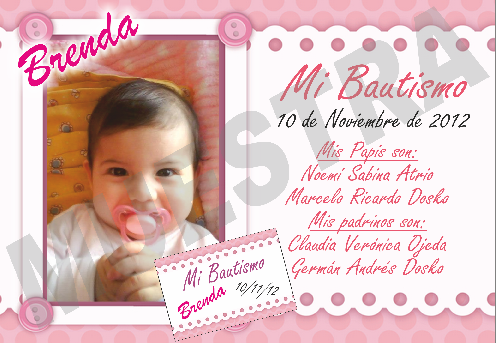 Brenda
Mi Bautismo
10 de Noviembre de 2012
Mis Papis son:
Noemí Sabina Atrio
Marcelo Ricardo Dosko
Mis padrinos son:
Claudia Verónica Ojeda
Germán Andrés Dosko
Mi Bautismo
Brenda 10/11/12
MUESTRA